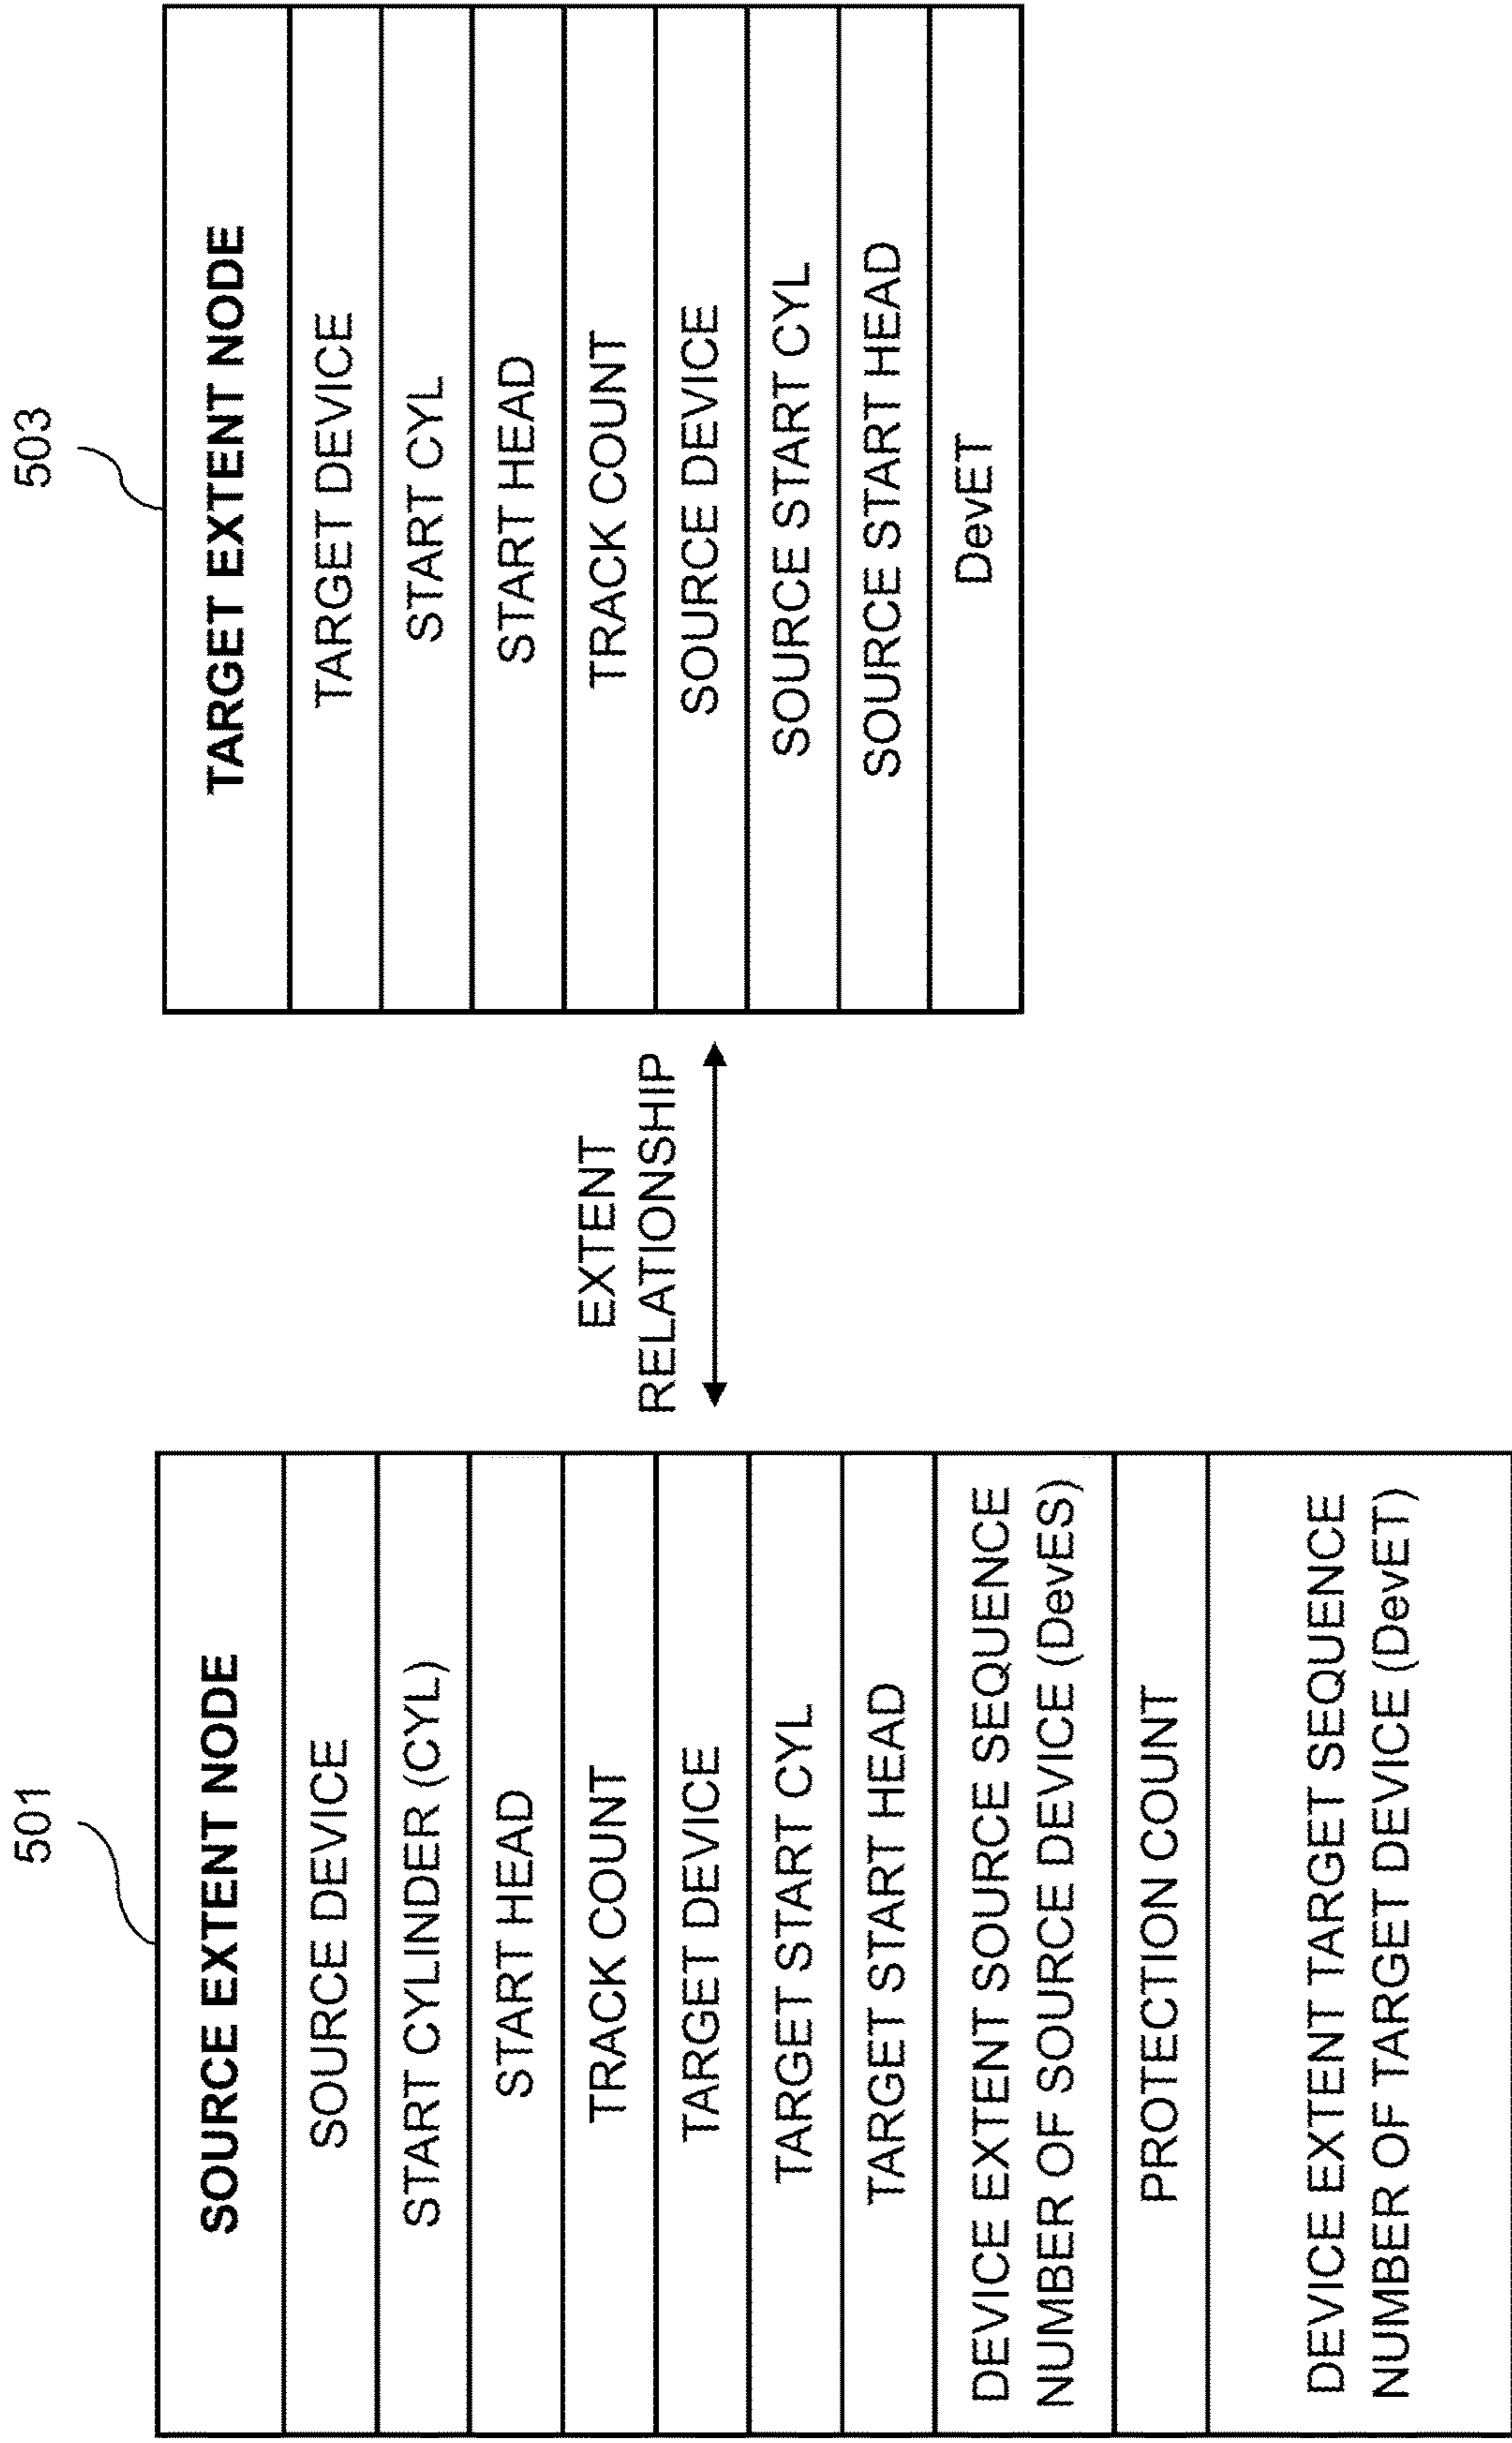 501
SOURCE EXTENT NODE
SOURCE DEVICE
START CYLINDER (CYL)
START HEAD
TRACK COUNT
TARGET DEVICE
TARGET START CYL
TARGET START HEAD
DEVICE EXTENT SOURCE SEQUENCE
NUMBER OF SOURCE DEVICE (DevES)
PROTECTION COUNT
DEVICE EXTENT TARGET SEQUENCE
NUMBER OF TARGET DEVICE (DevET)
EXTENT
RELATIONSHIP
503
TARGET EXTENT NODE
TARGET DEVICE
START CYL
START HEAD
TRACK COUNT
SOURCE DEVICE
SOURCE START CYL
SOURCE START HEAD
DevET